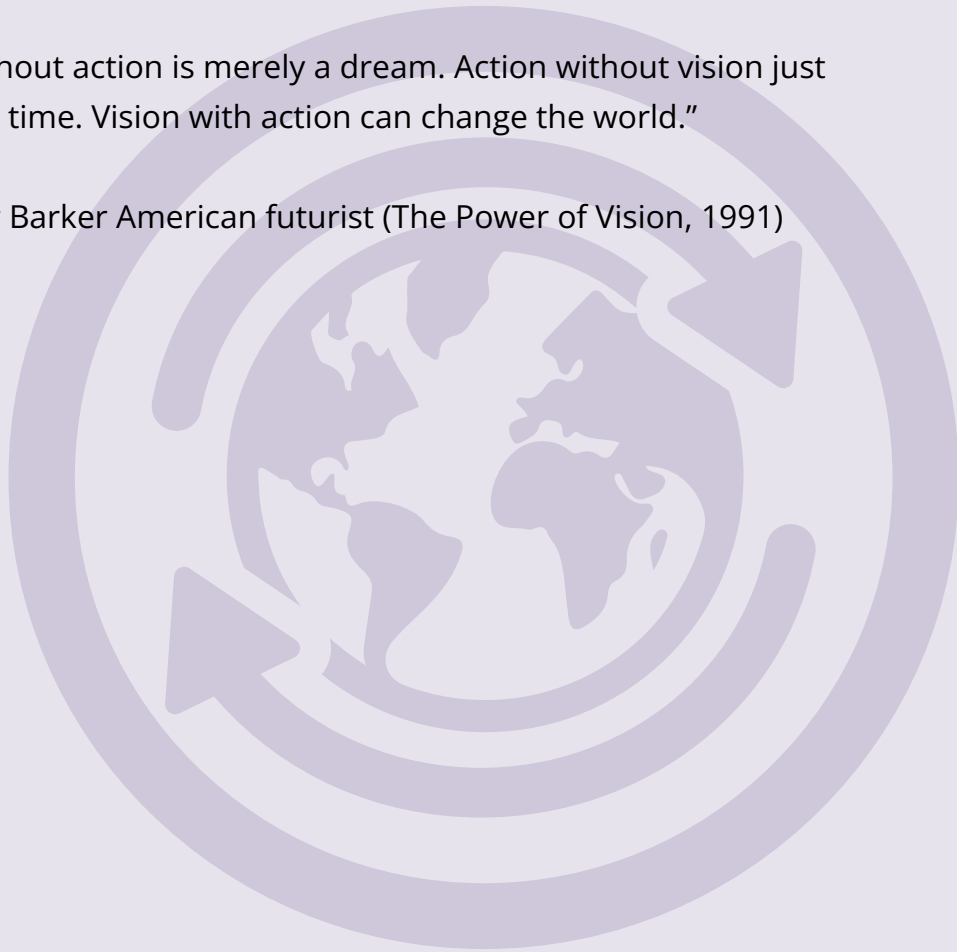 hout action is merely a dream. Action without vision just
time. Vision with action can change the world.”
Barker American futurist (The Power of Vision, 1991)